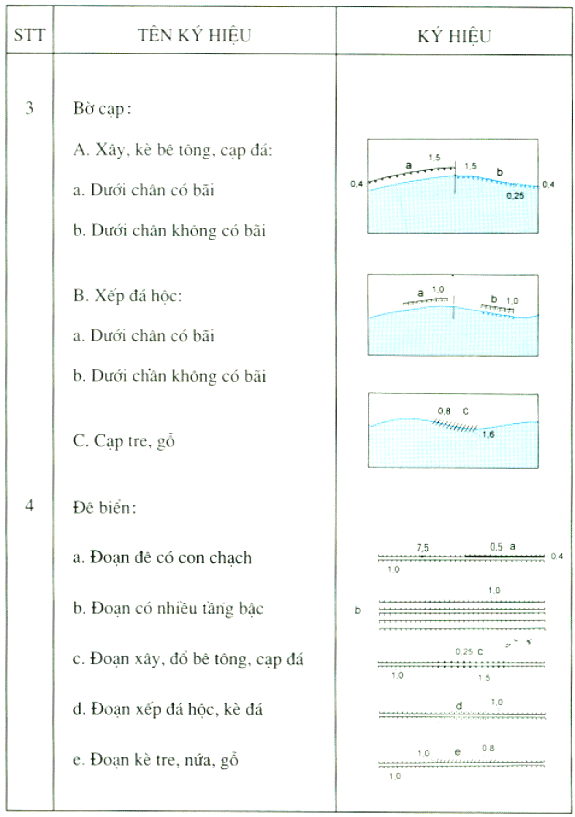 STT TÊN KÝ HIỆU KÝ HIỆU
3 Bờ cạp:
A. Xây, kè bê tông, cạp đá:
a. Dưới chân có bãi
b. Dưới chân không có bãi
a 1,5 1,5 b
0,4 0,4
0,25
B. Xếp đá hộc:
a. Dưới chân có bãi
b. Dưới chân không có bãi
a 1,0 b 1,0
C. Cạp tre, gỗ
0,8 C
1,6
4 Đê biển:
a. Đoạn đê có con chạch
7,5 0.5 a
0.4
1.0
b. Đoạn có nhiều tầng bậc
1,0
b
c. Đoạn xây, đổ bê tông, cạp đá
0,25 C
1.0 1.5
d. Đoạn xếp đá hộc, kè đá
d 1,0
e. Đoạn kè tre, nứa, gỗ
1,0 e 0.8
1,0